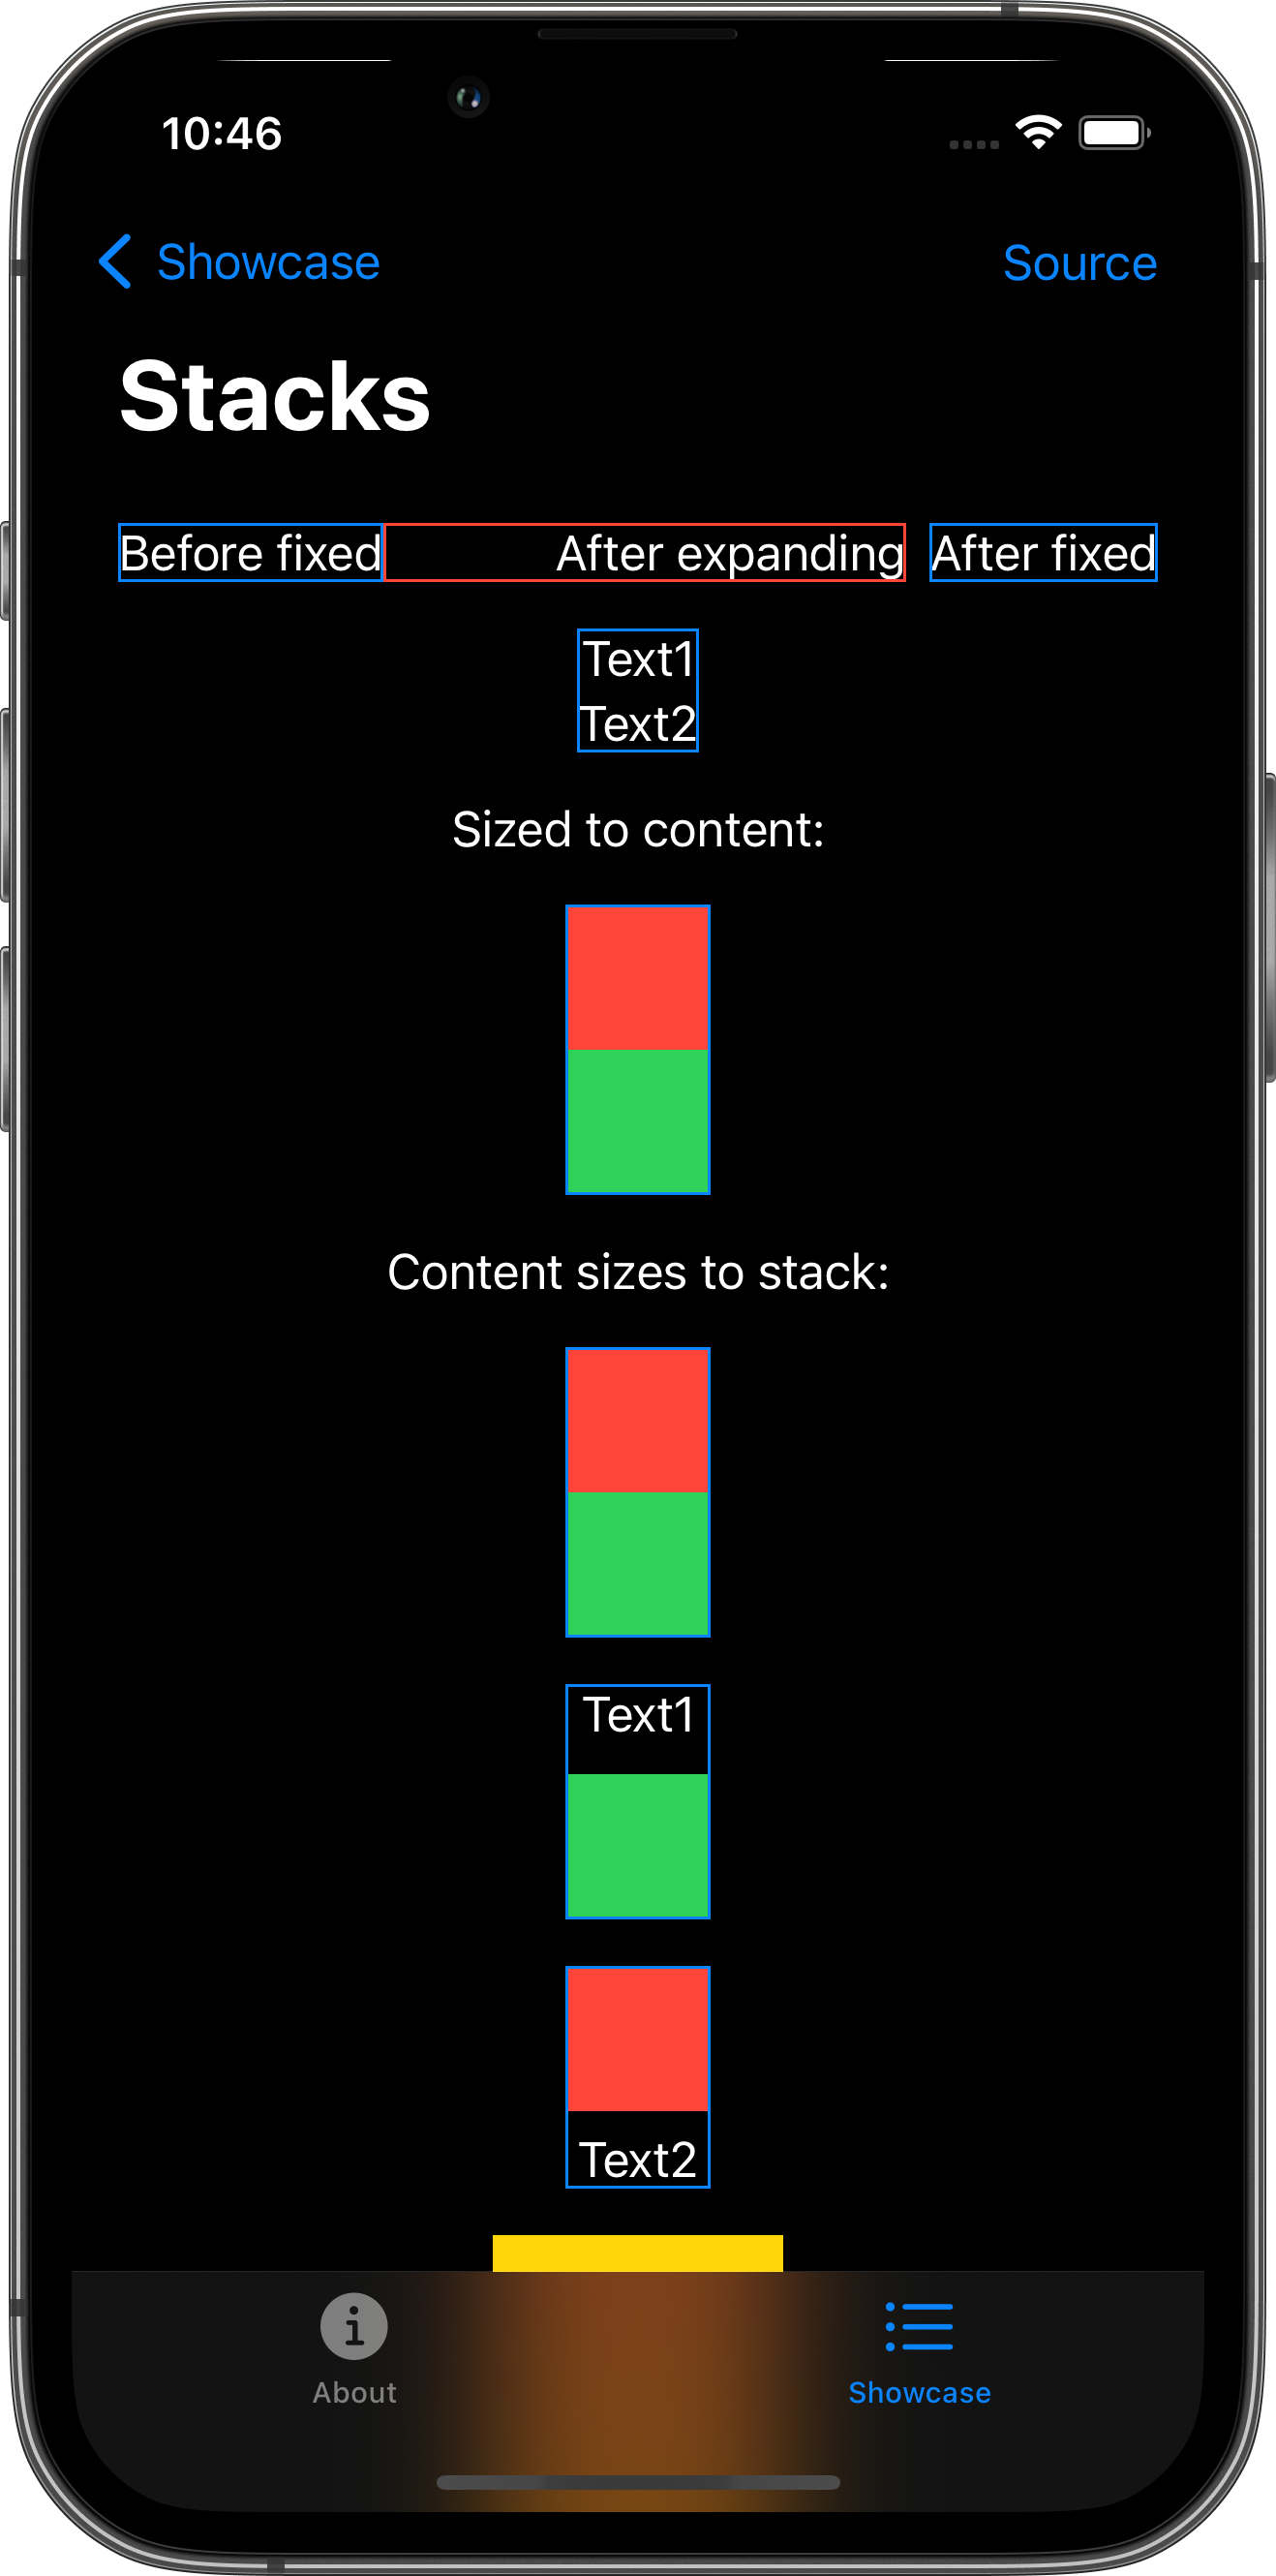 10:46
Showcase
Source
Stacks
Before fixed After expanding After fixed
Text1
Text2
Sized to content:
Content sizes to stack:
Text1
Text2
About
Showcase